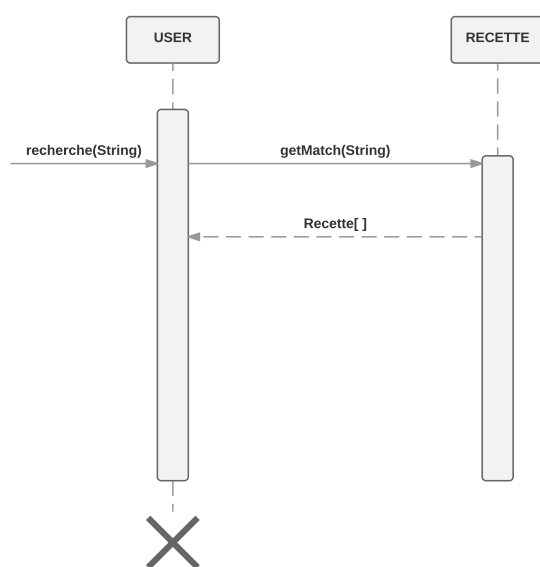 USER
RECETTE
recherche(String)
getMatch(String)
Recette[ ]